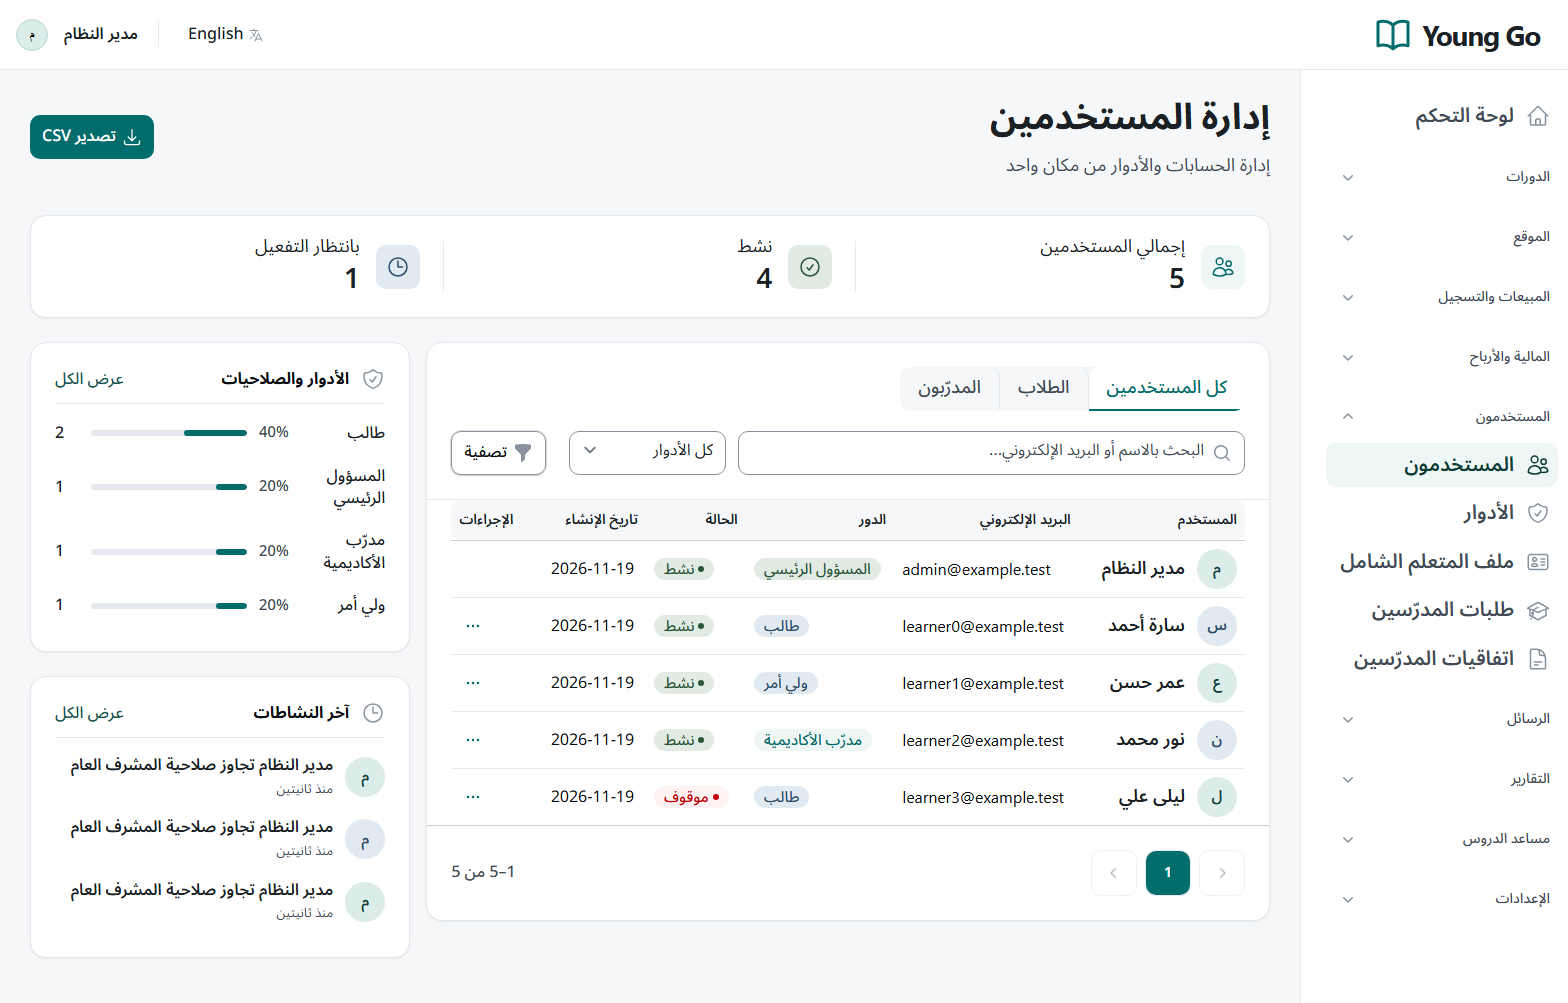 Young Go
English
مدير النظام
م
لوحة التحكم
الدورات
الموقع
المبيعات والتسجيل
المالية والأرباح
المستخدمون
المستخدمون
الأدوار
ملف المتعلم الشامل
طلبات المدرّسين
اتفاقيات المدرّسين
الرسائل
التقارير
مساعد الدروس
الإعدادات
إدارة المستخدمين
إدارة الحسابات والأدوار من مكان واحد
تصدير CSV
إجمالي المستخدمين
5
نشط
4
بانتظار التفعيل
1
كل المستخدمين الطلاب المدرّبون
البحث بالاسم أو البريد الإلكتروني...
كل الأدوار
تصفية
المستخدم البريد الإلكتروني الدور الحالة تاريخ الإنشاء الإجراءات
م مدير النظام admin@example.test المسؤول الرئيسي نشط 2026-11-19
س سارة أحمد learner0@example.test طالب نشط 2026-11-19 ...
ع عمر حسن learner1@example.test ولي أمر نشط 2026-11-19 ...
ن نور محمد learner2@example.test مدرّب الأكاديمية نشط 2026-11-19 ...
ل ليلى علي learner3@example.test طالب موقوف 2026-11-19 ...
1
1–5 من 5
الأدوار والصلاحيات
عرض الكل
طالب 40% 2
المسؤول
الرئيسي
20% 1
مدرّب
الأكاديمية
20% 1
ولي أمر 20% 1
آخر النشاطات
عرض الكل
م
مدير النظام تجاوز صلاحية المشرف العام
منذ ثانيتين
م
مدير النظام تجاوز صلاحية المشرف العام
منذ ثانيتين
م
مدير النظام تجاوز صلاحية المشرف العام
منذ ثانيتين